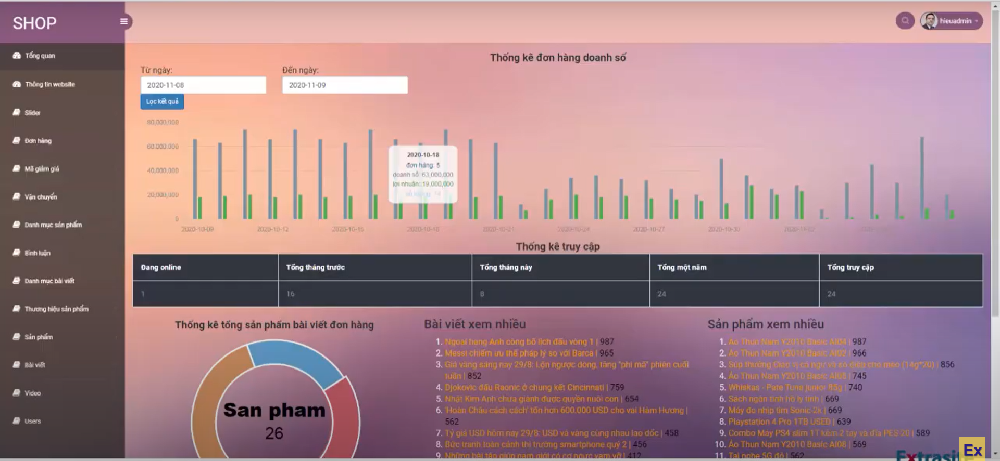 SHOP
hieuadmin
Tổng quan
Thông tin website
Slider
Đơn hàng
Mã giảm giá
Vận chuyển
Danh mục sản phẩm
Bình luận
Danh mục bài viết
Thương hiệu sản phẩm
Sản phẩm
Bài viết
Video
Users
Thống kê đơn hàng doanh số
Từ ngày:
Đến ngày:
2020-11-08
2020-11-09
Lọc kết quả
80,000,000
60,000,000
40,000,000
20,000,000
0
2020-10-18
đơn hàng: 5
doanh số: 63,000,000
lợi nhuận: 19,000,000
2020-10-09
2020-10-12
2020-10-15
2020-10-18
2020-10-21
2020-10-24
2020-10-27
2020-10-30
2020-11-02
Thống kê truy cập
Đang online
Tổng tháng trước
Tổng tháng này
Tổng một năm
Tổng truy cập
1
16
8
24
24
Thống kê tổng sản phẩm bài viết đơn hàng
San pham
26
Bài viết xem nhiều
1. Ngoại hạng Anh công bố lịch đấu vòng 1 | 987
2. Messi chiếm ưu thế pháp lý so với Barca | 965
3. Giá vàng sáng nay 29/8: Lộn ngược dòng, tăng "phi mã" phiên cuối
tuần | 852
4. Djokovic đấu Raonic ở chung kết Cincinnati | 759
5. Nhật Kim Anh chưa giành được quyền nuôi con | 654
6. 'Hoàn Châu cách cách' tốn hơn 600.000 USD cho vai Hàm Hương |
562
7. Tỷ giá USD hôm nay 29/8: USD và vàng cùng nhau lao dốc | 458
8. Bức tranh toàn cảnh thị trường smartphone quý 2 | 456
9. Những bài tập giúp nam giới có cơ ngực vạm vỡ | 412
Sản phẩm xem nhiều
1. Áo Thun Nam Y2010 Basic AI04 | 987
2. Áo Thun Nam Y2010 Basic AI02 | 966
3. Súp thưởng Ciao vị cá ngừ và sò điệp cho mèo (14g*20) | 856
4. Áo Thun Nam Y2010 Basic | 745
5. Whiskas - Pate Tuna junior 85g | 740
6. Sách ngôn tình hồ ly tinh | 669
7. Máy đo nhịp tim Sonic 2k | 669
8. Playstation 4 Pro 1TB USED | 639
9. Combo Máy PS4 slim 1T kèm 2 tay và đĩa PES 20 | 589
10. Áo Thun Nam Y2010 Basic AI08 | 569
11. Tai nghe 5G đỏ | 562
Ex